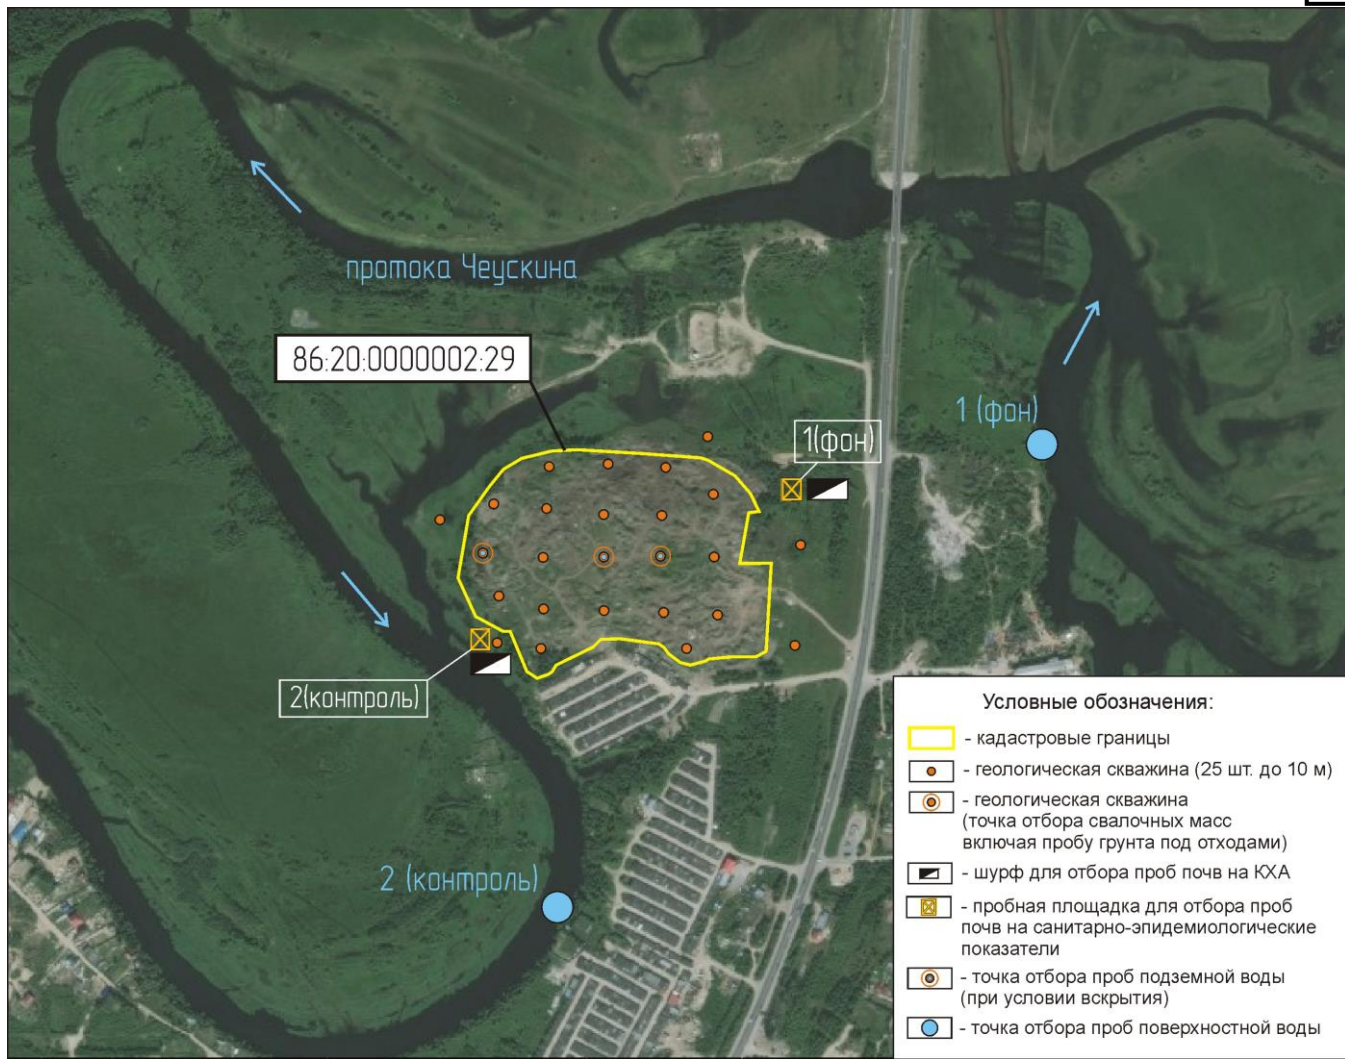 протока Чеускина
86:20:0000002:29
1 (фон)
1(фон)
2(контроль)
2 (контроль)
Условные обозначения:
- кадастровые границы
- геологическая скважина (25 шт. до 10 м)
- геологическая скважина
(точка отбора свалочных масс
включая пробу грунта под отходами)
- шурф для отбора проб почв на КХА
- пробная площадка для отбора проб
почв на санитарно-эпидемиологические
показатели
- точка отбора проб подземной воды
(при условии вскрытия)
- точка отбора проб поверхностной воды